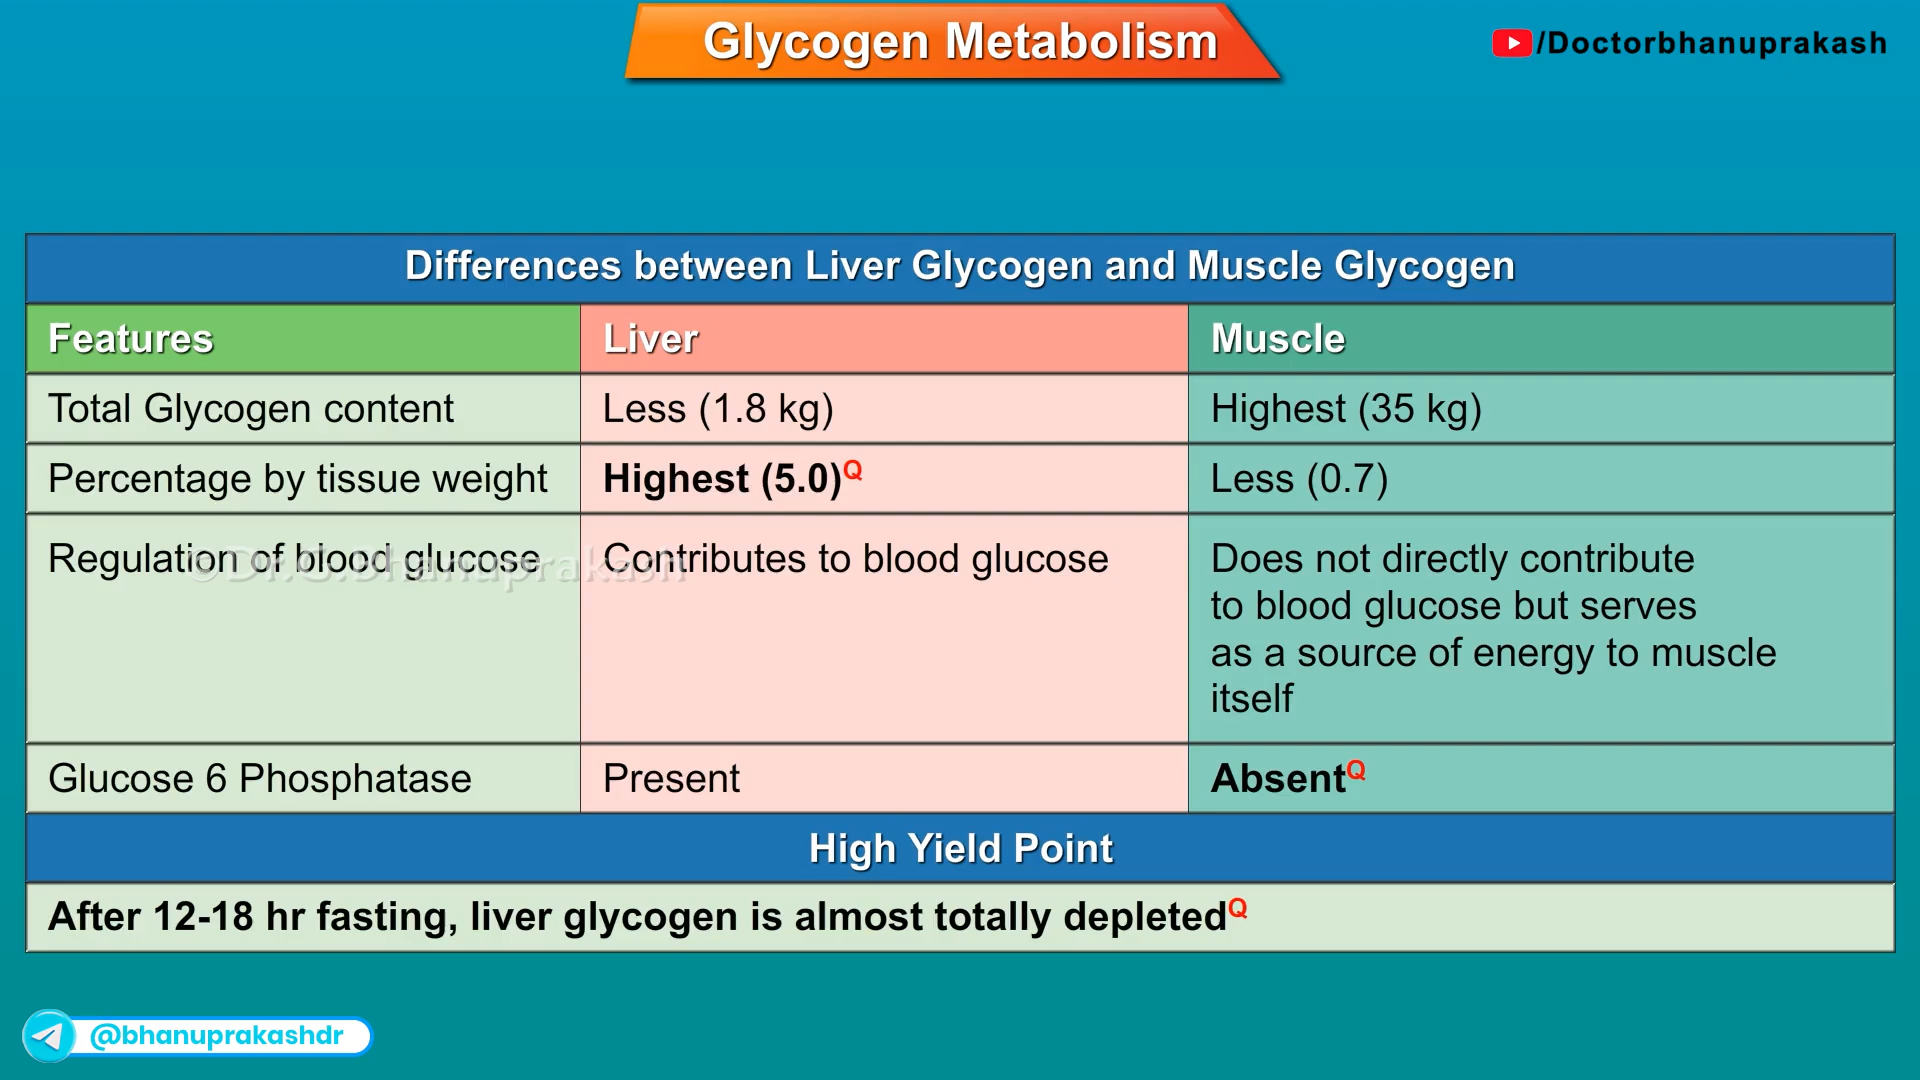 Glycogen Metabolism
/Doctorbhanuprakash
Differences between Liver Glycogen and Muscle Glycogen
Features
Liver
Muscle
Total Glycogen content
Less (1.8 kg)
Highest (35 kg)
Percentage by tissue weight
Highest (5.0)Q
Less (0.7)
Regulation of blood glucose
Contributes to blood glucose
Does not directly contribute
to blood glucose but serves
as a source of energy to muscle
itself
©Dr.G.Bhanuprakash
Glucose 6 Phosphatase
Present
AbsentQ
High Yield Point
After 12-18 hr fasting, liver glycogen is almost totally depletedQ
@bhanuprakashdr